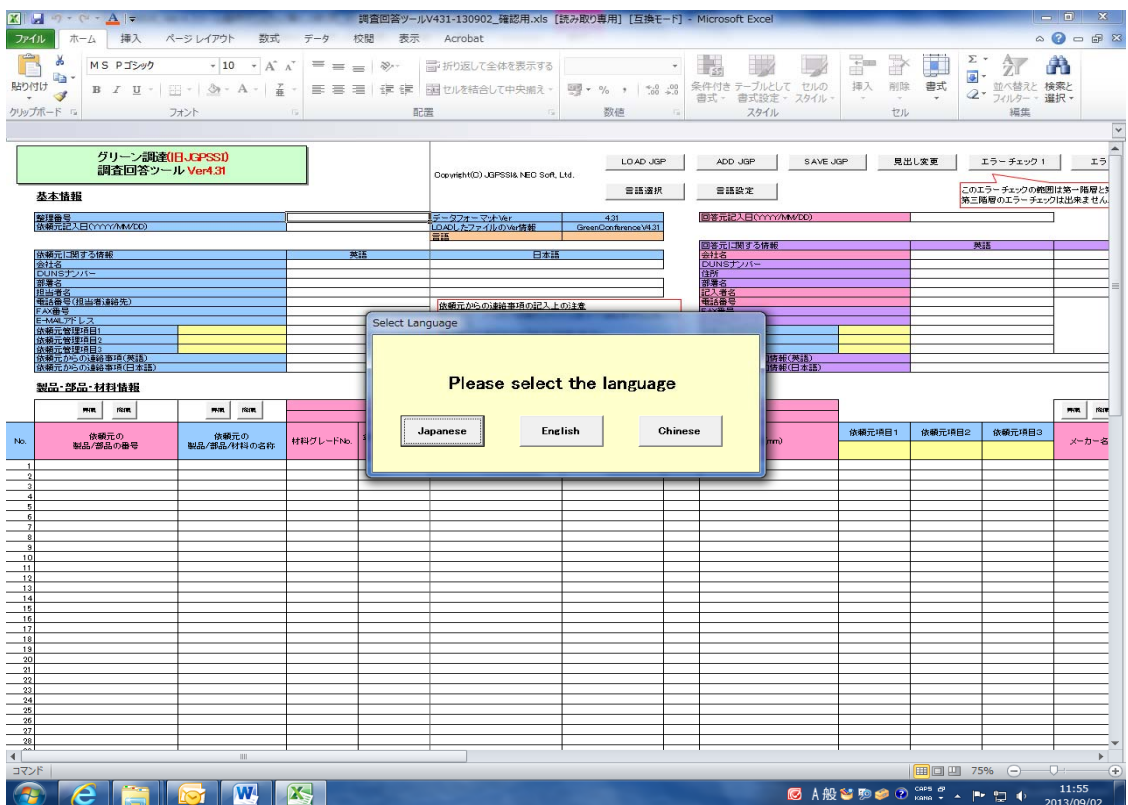 調査回答ツールV431-130902_確認用.xls [読み取り専用] [互換モード] - Microsoft Excel
ファイル ホーム 挿入 ページ レイアウト 数式 データ 校閲 表示 Acrobat
ＭＳ Ｐゴシック 10
折り返して全体を表示する
貼り付け
B I U
セルを結合して中央揃え
条件付き 書式
テーブルとして 書式設定
セルの スタイル
挿入 削除 書式
並べ替えと フィルター
検索と 選択
クリップボード フォント 配置 数値 スタイル セル 編集
グリーン調達(旧JGPSSI)
調査回答ツール Ver4.31
Copyright(C) JGPSSI& NEO Soft, Ltd.
LOAD JGP ADD JGP SAVE JGP 見出し変更 エラーチェック 1 エラ
言語選択 言語設定
このエラーチェックの範囲は第一階層と
第三階層のエラーチェックは出来ません
基本情報
整理番号
依頼元記入日(YYYY/MM/DD)
データフォーマットVer 4.31
LOADしたファイルのVer情報 GreenConferenceV4.31
言語
回答元記入日(YYYY/MM/DD)
依頼元に関する情報 英語 日本語
会社名
DUNSナンバー
部署名
担当者名
電話番号(担当者連絡先)
FAX番号
E-MAILアドレス
依頼元管理項目1
依頼元管理項目2
依頼元管理項目3
依頼元からの連絡事項(英語)
依頼元からの連絡事項(日本語)
依頼元からの連絡事項の記入上の注意
回答元に関する情報 英語
会社名
DUNSナンバー
住所
部署名
記入者名
電話番号
情報(英語)
情報(日本語)
Select Language
Please select the language
Japanese English Chinese
製品・部品・材料情報
No.
依頼元の
製品/部品の番号
依頼元の
製品/部品/材料の名称
材料グレードNo.
mm)
依頼元項目1 依頼元項目2 依頼元項目3
メーカー名
1
2
3
4
5
6
7
8
9
10
11
12
13
14
15
16
17
18
19
20
21
22
23
24
25
26
27
28
コマンド
75%
A 般
CAPS
KANA
11:55
2013/09/02